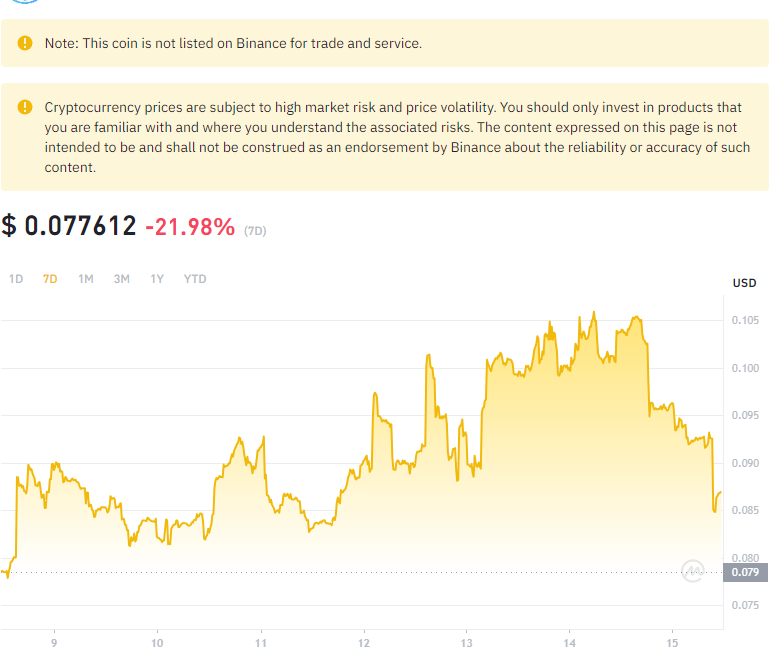 Note: This coin is not listed on Binance for trade and service.
Cryptocurrency prices are subject to high market risk and price volatility. You should only invest in products that
you are familiar with and where you understand the associated risks. The content expressed on this page is not
intended to be and shall not be construed as an endorsement by Binance about the reliability or accuracy of such
content.
$ 0.077612 -21.98% (7D)
1D 7D 1M 3M 1Y YTD
USD
0.105
0.100
0.095
0.090
0.085
0.080
0.079
0.075
9 10 11 12 13 14 15